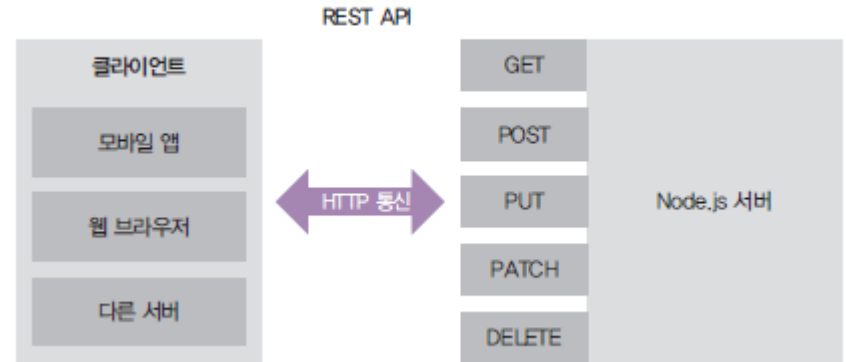 REST API
클라이언트
모바일 앱
웹 브라우저
다른 서버
HTTP 통신
GET
POST
PUT
PATCH
DELETE
Node.js 서버